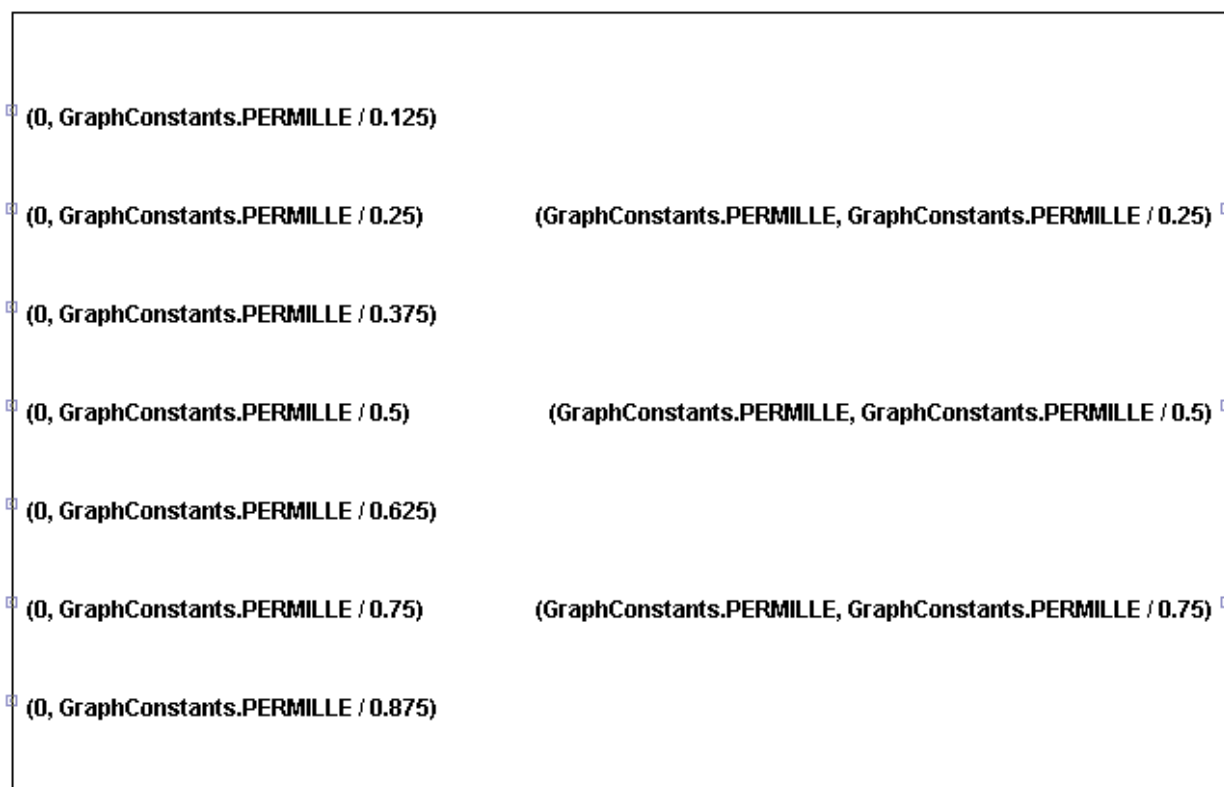 (0, GraphConstants.PERMILLE / 0.125)
(0, GraphConstants.PERMILLE / 0.25) (GraphConstants.PERMILLE, GraphConstants.PERMILLE / 0.25)
(0, GraphConstants.PERMILLE / 0.375)
(0, GraphConstants.PERMILLE / 0.5) (GraphConstants.PERMILLE, GraphConstants.PERMILLE / 0.5)
(0, GraphConstants.PERMILLE / 0.625)
(0, GraphConstants.PERMILLE / 0.75) (GraphConstants.PERMILLE, GraphConstants.PERMILLE / 0.75)
(0, GraphConstants.PERMILLE / 0.875)